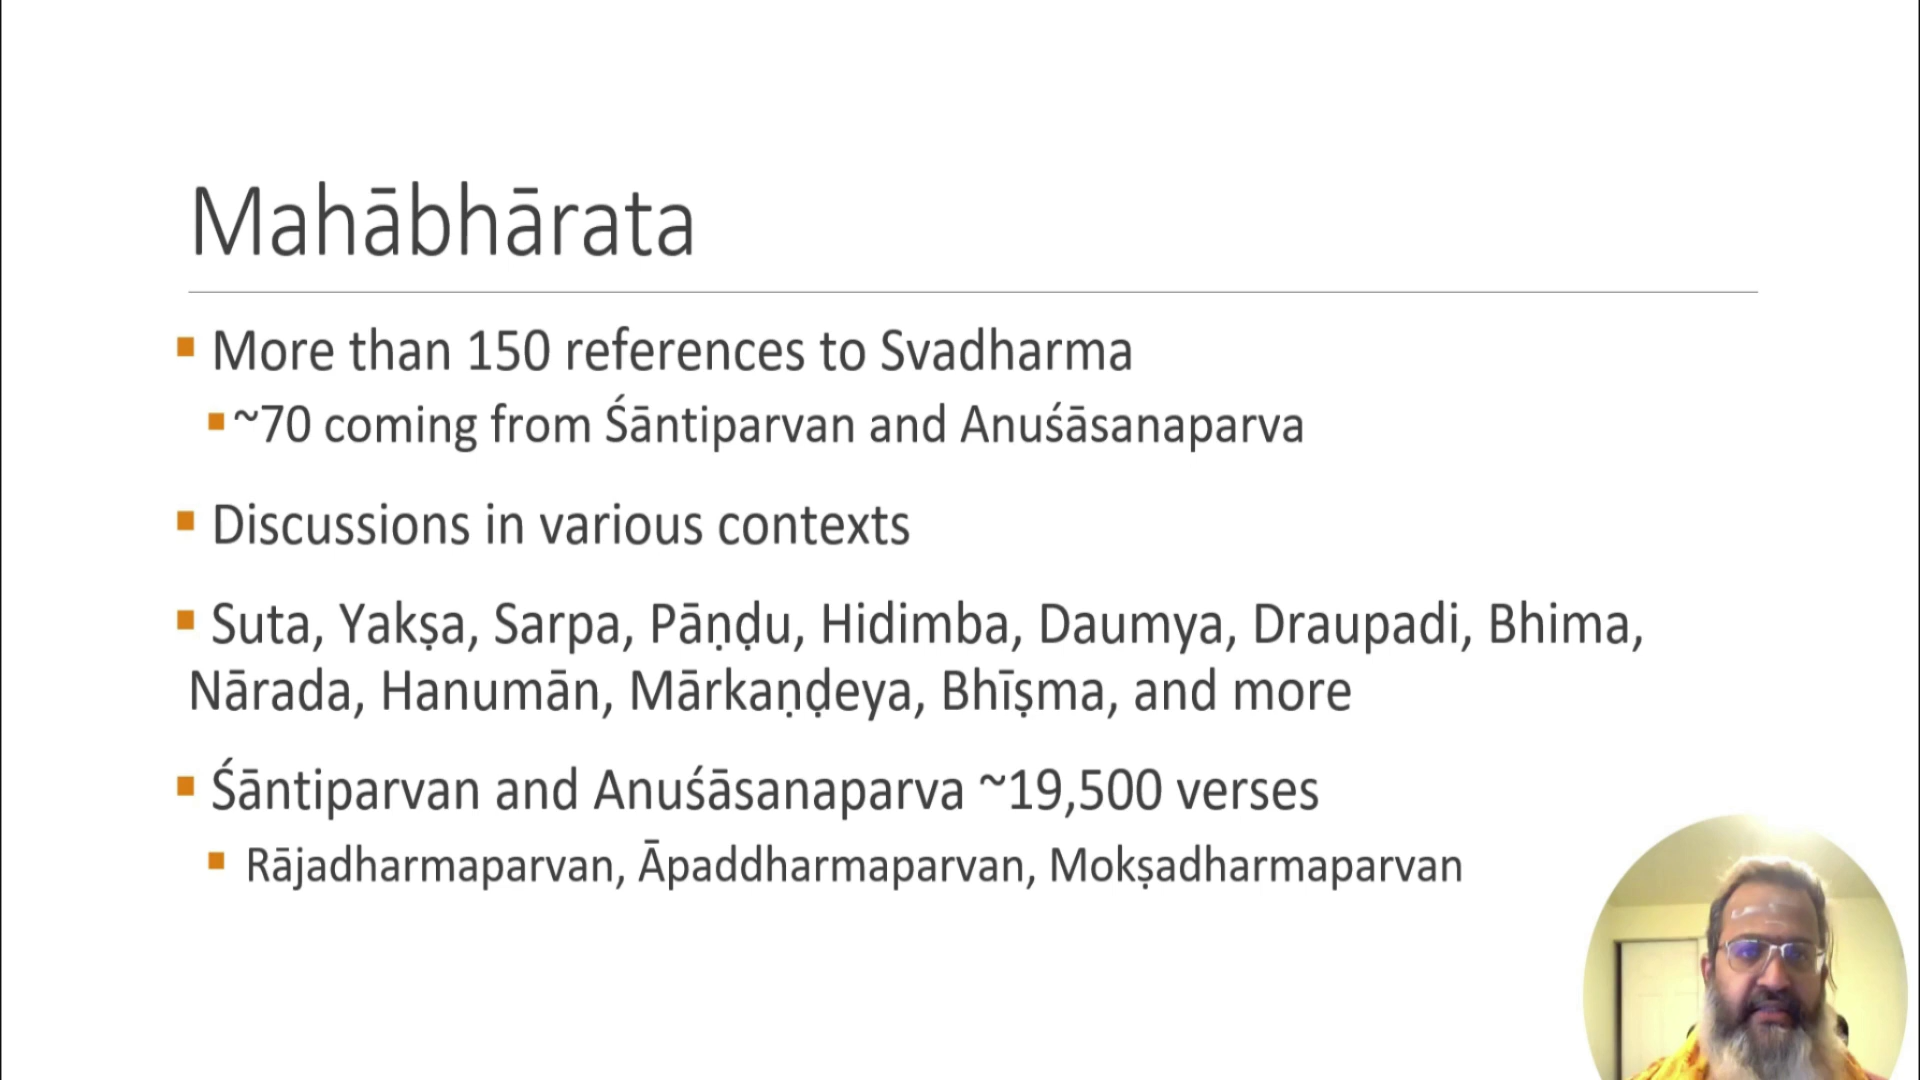 Mahābhārata
More than 150 references to Svadharma
~70 coming from Śāntiparvan and Anuśāsanaparva
Discussions in various contexts
Suta, Yakṣa, Sarpa, Pāṇḍu, Hidimba, Daumya, Draupadi, Bhima,
Nārada, Hanumān, Mārkaṇḍeya, Bhīṣma, and more
Śāntiparvan and Anuśāsanaparva ~19,500 verses
Rājadharmaparvan, Āpaddharmaparvan, Mokṣadharmaparvan